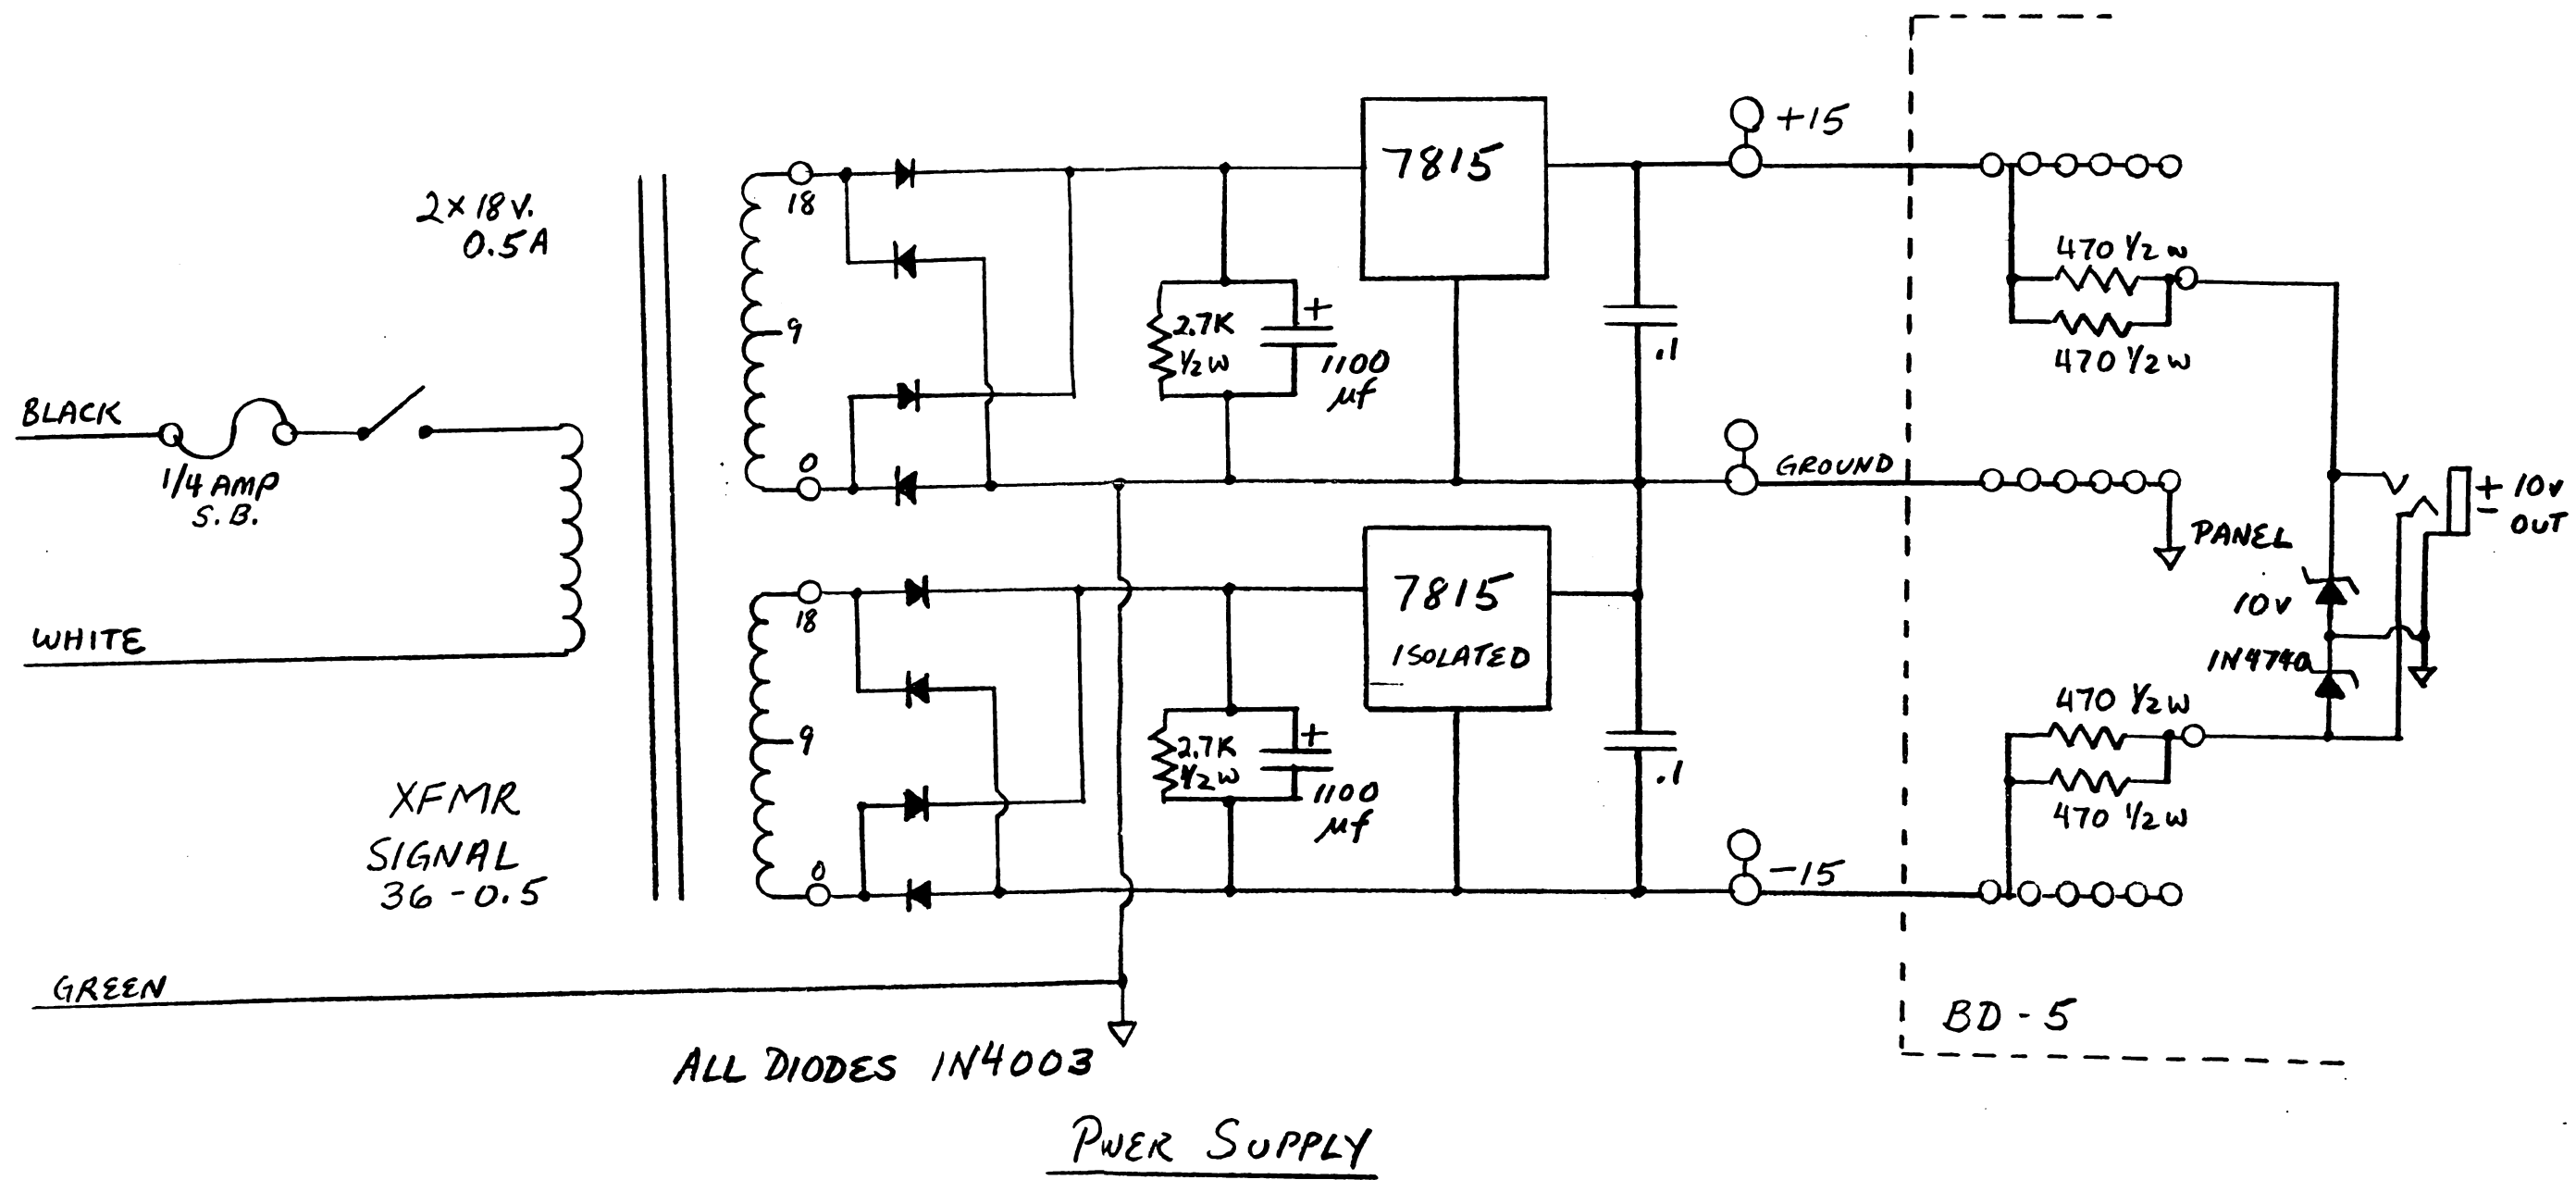 2x18V.
0.5A
BLACK
1/4 AMP
S.B.
WHITE
XFMR
SIGNAL
36-0.5
GREEN
18
9
0
18
9
0
2.7K
1/2W
+
1100
µf
2.7K
1/2W
+
1100
µf
7815
7815
ISOLATED
.1
.1
+15
GROUND
-15
470 1/2W
470 1/2W
PANEL
10V
1N4740
+ 10V
- OUT
470 1/2W
470 1/2W
BD-5
ALL DIODES 1N4003
PWER SUPPLY